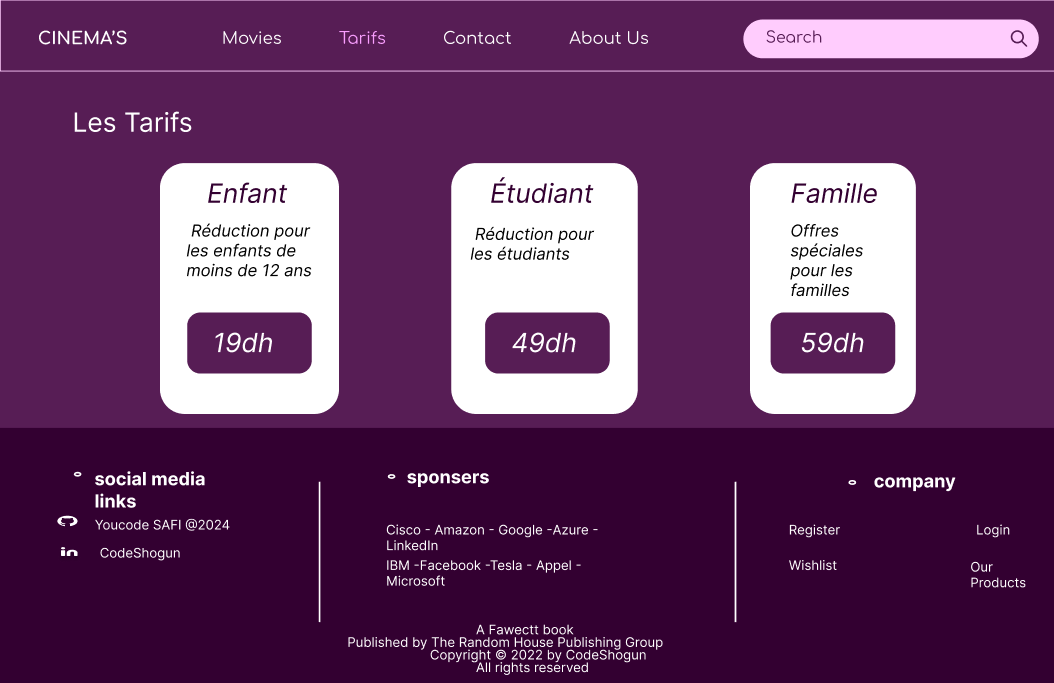 CINEMA'S
Movies
Tarifs
Contact
About Us
Search
Les Tarifs
Enfant
Réduction pour
les enfants de
moins de 12 ans
19dh
Étudiant
Réduction pour
les étudiants
49dh
Famille
Offres
spéciales
pour les
familles
59dh
social media
links
Youcode SAFI @2024
CodeShogun
sponsers
Cisco - Amazon - Google -Azure -
LinkedIn
IBM -Facebook -Tesla - Appel -
Microsoft
company
Register
Login
Wishlist
Our
Products
A Fawectt book
Published by The Random House Publishing Group
Copyright © 2022 by CodeShogun
All rights reserved